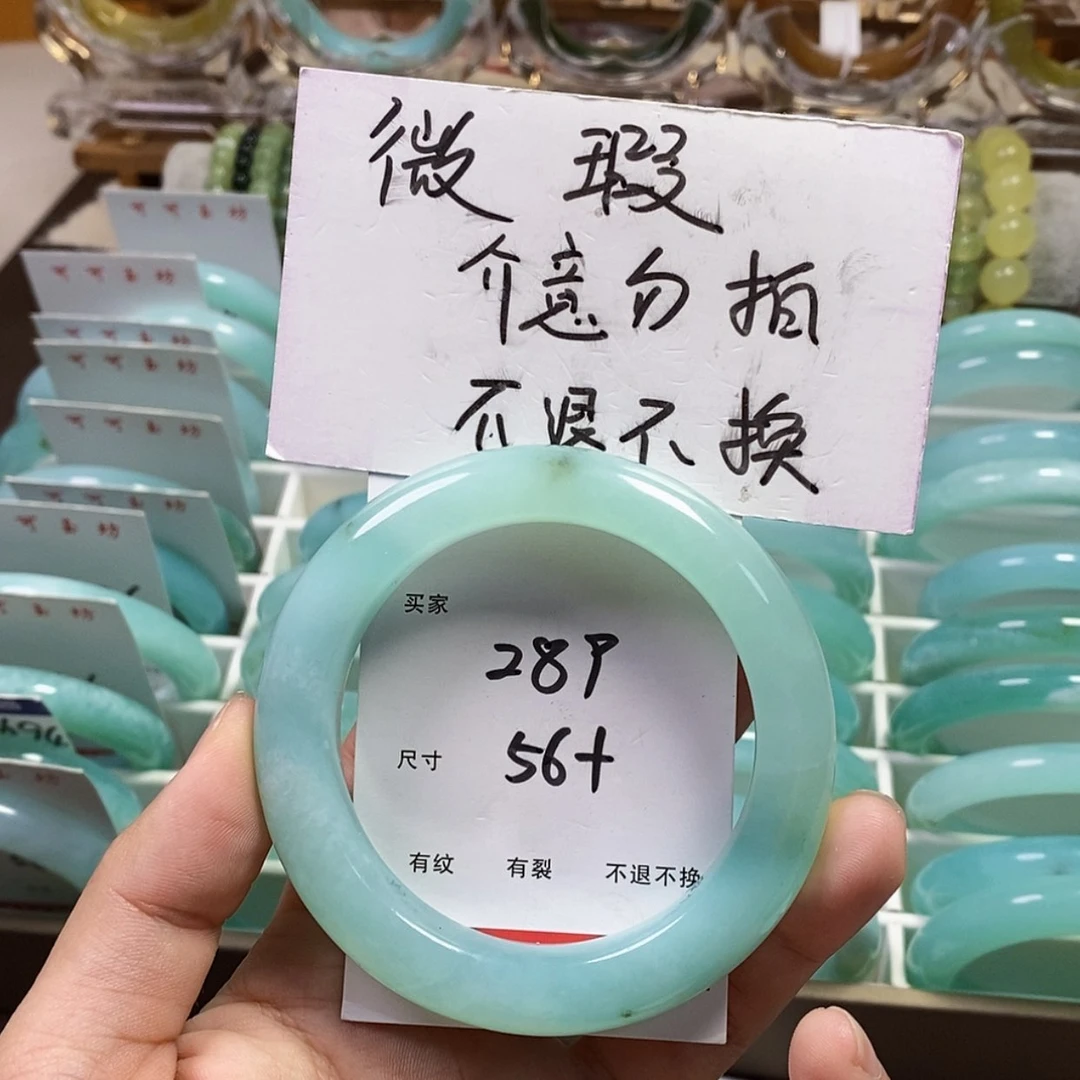 微瑕
介意勿拍
不退不换
买家
289
尺寸 56+
有纹 有裂 不退不换